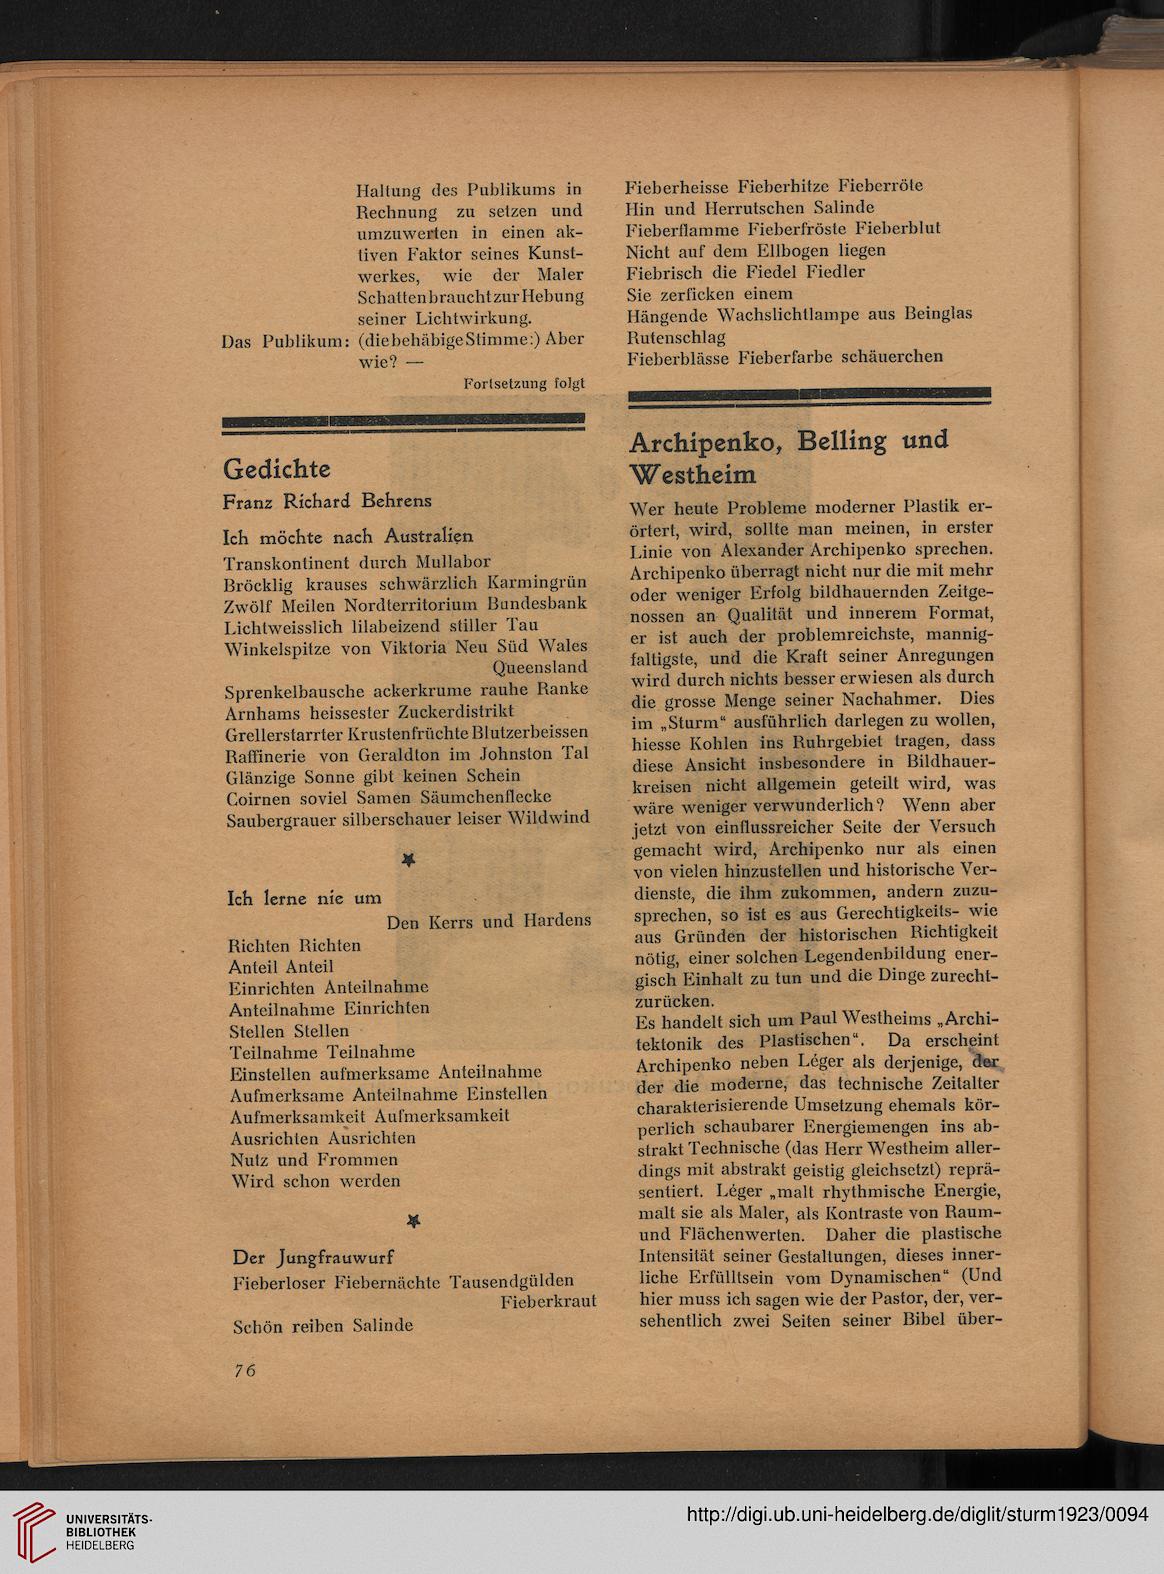 Haltung des Publikums in
Rechnung zu setzen und
umzuwerten in einen ak-
tiven Faktor seines Kunst-
werkes, wie der Maler
Schatten braucht zur Hebung
seiner Lichtwirkung.
Das Publikum: (die behäbige Stimme:) Aber
wie? —
Fortsetzung folgt
Gedichte
Franz Richard Behrens
Ich möchte nach Australien
Transkontinent durch Mullabor
Bröcklig krauses schwärzlich Karmingrün
Zwölf Meilen Nordterritorium Bundesbank
Lichtweisslich lilabeizend stiller Tau
Winkelspitze von Viktoria Neu Süd Wales
Queensland
Sprenkelbausche ackerkrume rauhe Ranke
Arnhams heissester Zuckerdistrikt
Grellerstarrter Krustenfrüchte Blutzerbeissen
Raffinerie von Geraldton im Johnston Tal
Glänzige Sonne gibt keinen Schein
Coirnen soviel Samen Säumchenflecke
Saubergrauer silberschauer leiser Wildwind
Ich lerne nie um
Den Kerrs und Hardens
Richten Richten
Anteil Anteil
Einrichten Anteilnahme
Anteilnahme Einrichten
Stellen Stellen
Teilnahme Teilnahme
Einstellen aufmerksame Anteilnahme
Aufmerksame Anteilnahme Einstellen
Aufmerksamkeit Aufmerksamkeit
Ausrichten Ausrichten
Nutz und Frommen
Wird schon werden
Der Jungfrauwurf
Fieberloser Fiebernächte Tausendgülden
Fieberkraut
Schön reiben Salinde
76
Fieberheisse Fieberhitze Fieberröte
Hin und Herrutschen Salinde
Fieberflamme Fieberfröste Fieberblut
Nicht auf dem Ellbogen liegen
Fiebrisch die Fiedel Fiedler
Sie zerficken einem
Hängende Wachslichtlampe aus Beinglas
Rutenschlag
Fieberblässe Fieberfarbe schäuerchen
Archipenko, Belling und
Westheim
Wer heute Probleme moderner Plastik er-
örtert, wird, sollte man meinen, in erster
Linie von Alexander Archipenko sprechen.
Archipenko überragt nicht nur die mit mehr
oder weniger Erfolg bildhauernden Zeitge-
nossen an Qualität und innerem Format,
er ist auch der problemreichste, mannig-
faltigste, und die Kraft seiner Anregungen
wird durch nichts besser erwiesen als durch
die grosse Menge seiner Nachahmer. Dies
im „Sturm“ ausführlich darlegen zu wollen,
hiesse Kohlen ins Ruhrgebiet tragen, dass
diese Ansicht insbesondere in Bildhauer-
kreisen nicht allgemein geteilt wird, was
wäre weniger verwunderlich? Wenn aber
jetzt von einflussreicher Seite der Versuch
gemacht wird, Archipenko nur als einen
von vielen hinzustellen und historische Ver-
dienste, die ihm zukommen, andern zuzu-
sprechen, so ist es aus Gerechtigkeits- wie
aus Gründen der historischen Richtigkeit
nötig, einer solchen Legendenbildung ener-
gisch Einhalt zu tun und die Dinge zurecht-
zurücken.
Es handelt sich um Paul Westheims „Archi-
tektonik des Plastischen“. Da erscheint
Archipenko neben Léger als derjenige, der
der die moderne, das technische Zeitalter
charakterisierende Umsetzung ehemals kör-
perlich schaubarer Energiemengen ins ab-
strakt Technische (das Herr Westheim aller-
dings mit abstrakt geistig gleichsetzt) reprä-
sentiert. Léger „malt rhythmische Energie,
malt sie als Maler, als Kontraste von Raum-
und Flächenwerten. Daher die plastische
Intensität seiner Gestaltungen, dieses inner-
liche Erfülltsein vom Dynamischen“ (Und
hier muss ich sagen wie der Pastor, der, ver-
sehentlich zwei Seiten seiner Bibel über-
UNIVERSITÄTS-
BIBLIOTHEK
HEIDELBERG
http://digi.ub.uni-heidelberg.de/diglit/sturm1923/0094